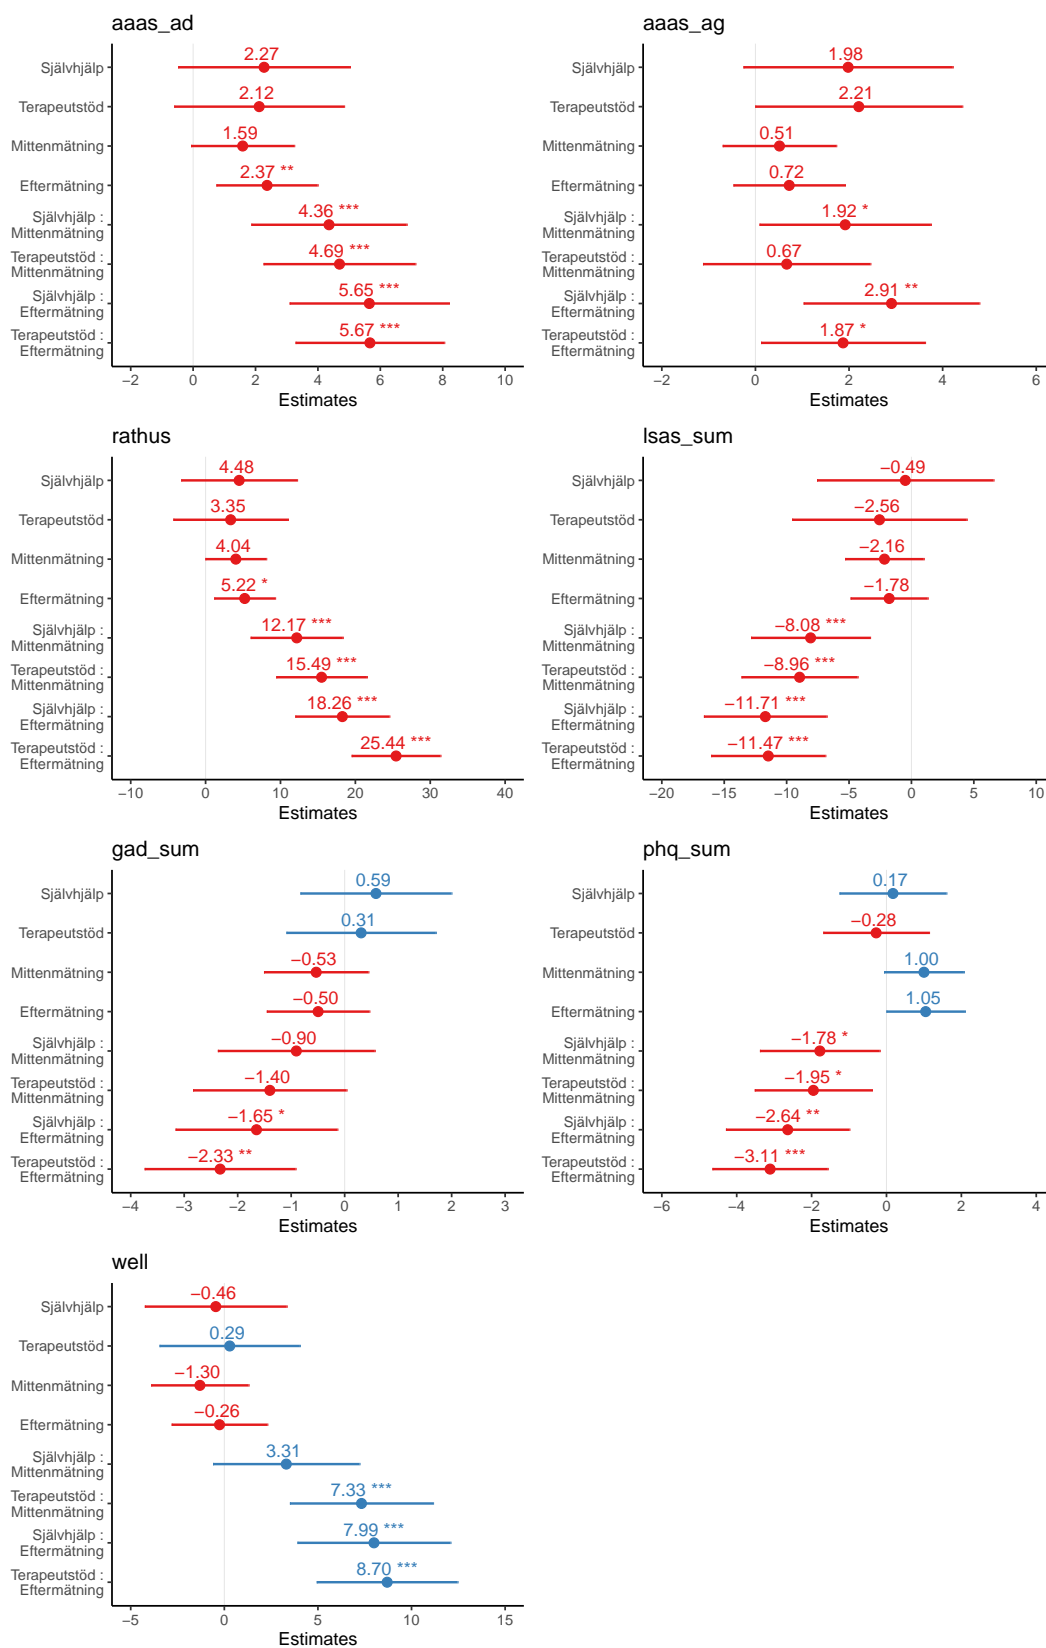 aaas_ad
Självhjälp
2.27
Terapeutstöd
2.12
Mittenmätning
1.59
Eftermätning
2.37 **
Självhjälp :
Mittenmätning
4.36 ***
Terapeutstöd :
Mittenmätning
4.69 ***
Självhjälp :
Eftermätning
5.65 ***
Terapeutstöd :
Eftermätning
5.67 ***
−2 0 2 4 6 8 10
Estimates
aaas_ag
Självhjälp
1.98
Terapeutstöd
2.21
Mittenmätning
0.51
Eftermätning
0.72
Självhjälp :
Mittenmätning
1.92 *
Terapeutstöd :
Mittenmätning
0.67
Självhjälp :
Eftermätning
2.91 **
Terapeutstöd :
Eftermätning
1.87 *
−2 0 2 4 6
Estimates
rathus
Självhjälp
4.48
Terapeutstöd
3.35
Mittenmätning
4.04
Eftermätning
5.22 *
Självhjälp :
Mittenmätning
12.17 ***
Terapeutstöd :
Mittenmätning
15.49 ***
Självhjälp :
Eftermätning
18.26 ***
Terapeutstöd :
Eftermätning
25.44 ***
−10 0 10 20 30 40
Estimates
lsas_sum
Självhjälp
−0.49
Terapeutstöd
−2.56
Mittenmätning
−2.16
Eftermätning
−1.78
Självhjälp :
Mittenmätning
−8.08 ***
Terapeutstöd :
Mittenmätning
−8.96 ***
Självhjälp :
Eftermätning
−11.71 ***
Terapeutstöd :
Eftermätning
−11.47 ***
−20 −15 −10 −5 0 5 10
Estimates
gad_sum
Självhjälp
0.59
Terapeutstöd
0.31
Mittenmätning
−0.53
Eftermätning
−0.50
Självhjälp :
Mittenmätning
−0.90
Terapeutstöd :
Mittenmätning
−1.40
Självhjälp :
Eftermätning
−1.65 *
Terapeutstöd :
Eftermätning
−2.33 **
−4 −3 −2 −1 0 1 2 3
Estimates
phq_sum
Självhjälp
0.17
Terapeutstöd
−0.28
Mittenmätning
1.00
Eftermätning
1.05
Självhjälp :
Mittenmätning
−1.78 *
Terapeutstöd :
Mittenmätning
−1.95 *
Självhjälp :
Eftermätning
−2.64 **
Terapeutstöd :
Eftermätning
−3.11 ***
−6 −4 −2 0 2 4
Estimates
well
Självhjälp
−0.46
Terapeutstöd
0.29
Mittenmätning
−1.30
Eftermätning
−0.26
Självhjälp :
Mittenmätning
3.31
Terapeutstöd :
Mittenmätning
7.33 ***
Självhjälp :
Eftermätning
7.99 ***
Terapeutstöd :
Eftermätning
8.70 ***
−5 0 5 10 15
Estimates